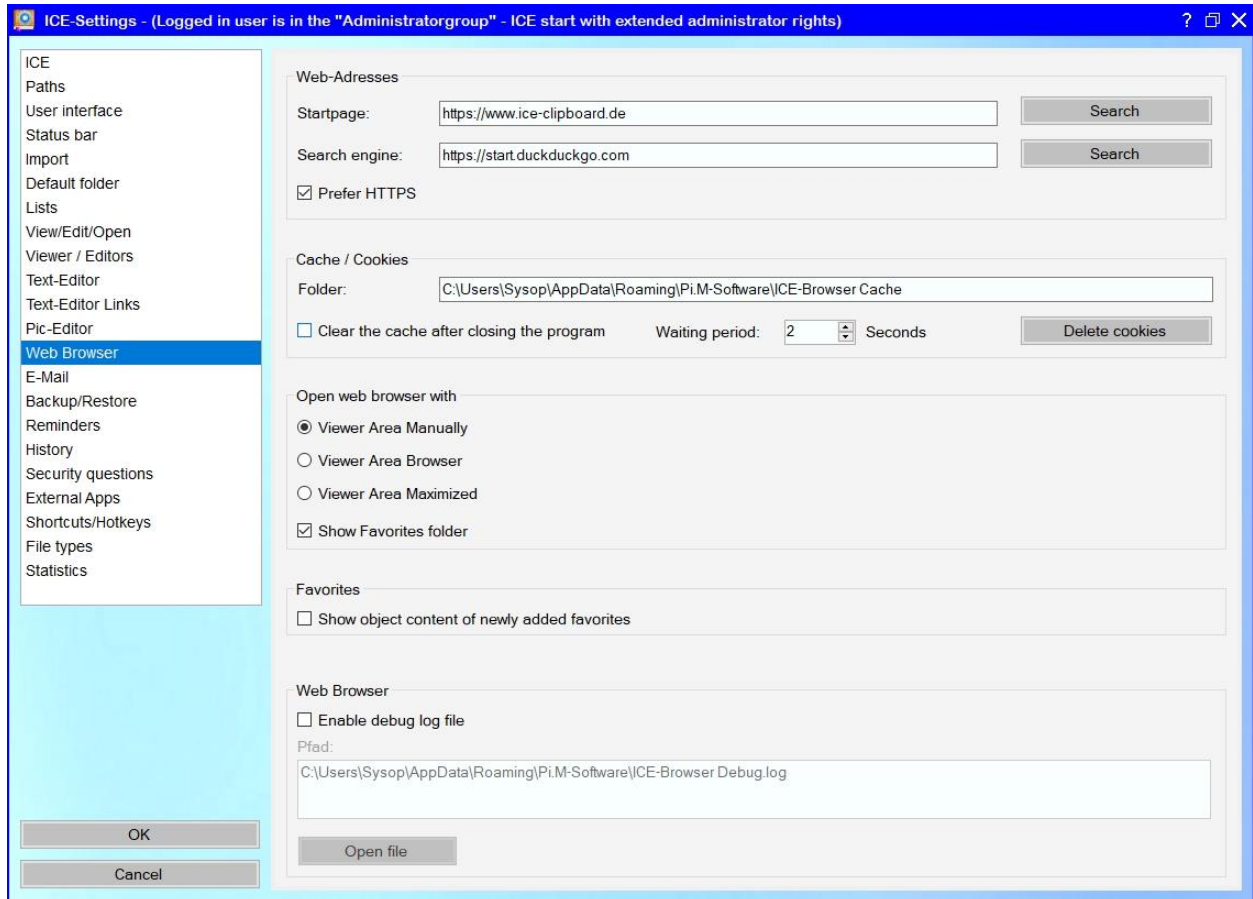 ICE-Settings - (Logged in user is in the "Administratorgroup" - ICE start with extended administrator rights)
ICE
Paths
User interface
Status bar
Import
Default folder
Lists
View/Edit/Open
Viewer / Editors
Text-Editor
Text-Editor Links
Pic-Editor
Web Browser
E-Mail
Backup/Restore
Reminders
History
Security questions
External Apps
Shortcuts/Hotkeys
File types
Statistics
OK
Cancel
Web-Adresses
Startpage: https://www.ice-clipboard.de Search
Search engine: https://start.duckduckgo.com Search
Prefer HTTPS
Cache / Cookies
Folder: C:\Users\Sysop\AppData\Roaming\Pi.M-Software\ICE-Browser Cache
Clear the cache after closing the program Waiting period: 2 Seconds Delete cookies
Open web browser with
Viewer Area Manually
Viewer Area Browser
Viewer Area Maximized
Show Favorites folder
Favorites
Show object content of newly added favorites
Web Browser
Enable debug log file
Pfad:
C:\Users\Sysop\AppData\Roaming\Pi.M-Software\ICE-Browser Debug.log
Open file